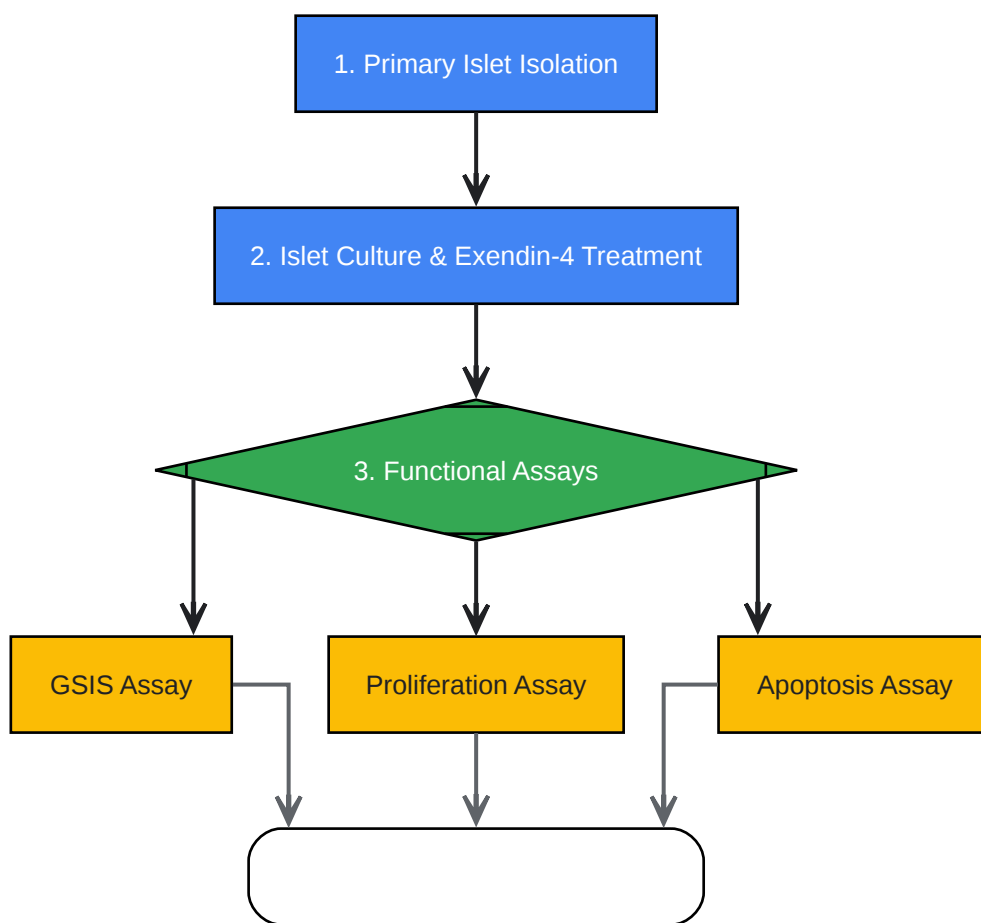 1. Primary Islet Isolation
2. Islet Culture & Exendin-4 Treatment
3. Functional Assays
GSIS Assay
Proliferation Assay
Apoptosis Assay